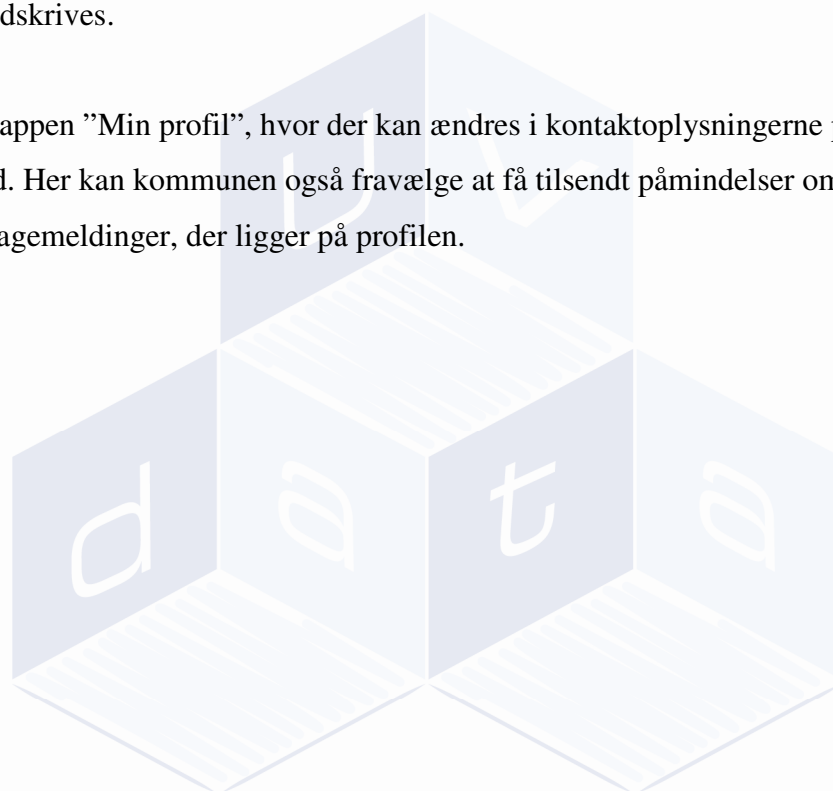 dskrives.
appen ”Min profil”, hvor der kan ændres i kontaktoplysningerne
d. Her kan kommunen også fravælge at få tilsendt påmindelser om
agemeldinger, der ligger på profilen.
U V
d a t a